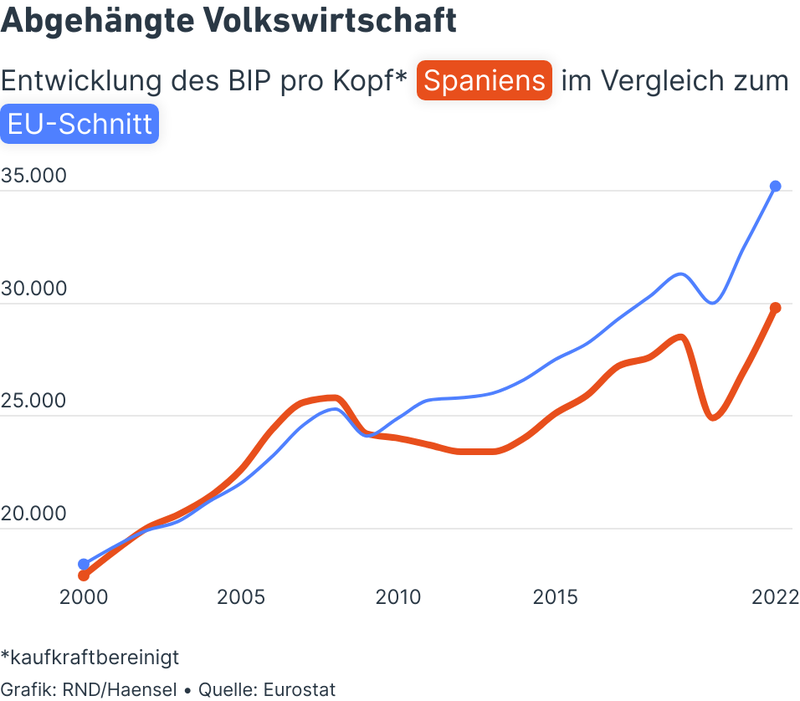 Abgehängte Volkswirtschaft
Entwicklung des BIP pro Kopf* Spaniens im Vergleich zum
EU-Schnitt
35.000
30.000
25.000
20.000
2000 2005 2010 2015 2022
*kaufkraftbereinigt
Grafik: RND/Haensel • Quelle: Eurostat